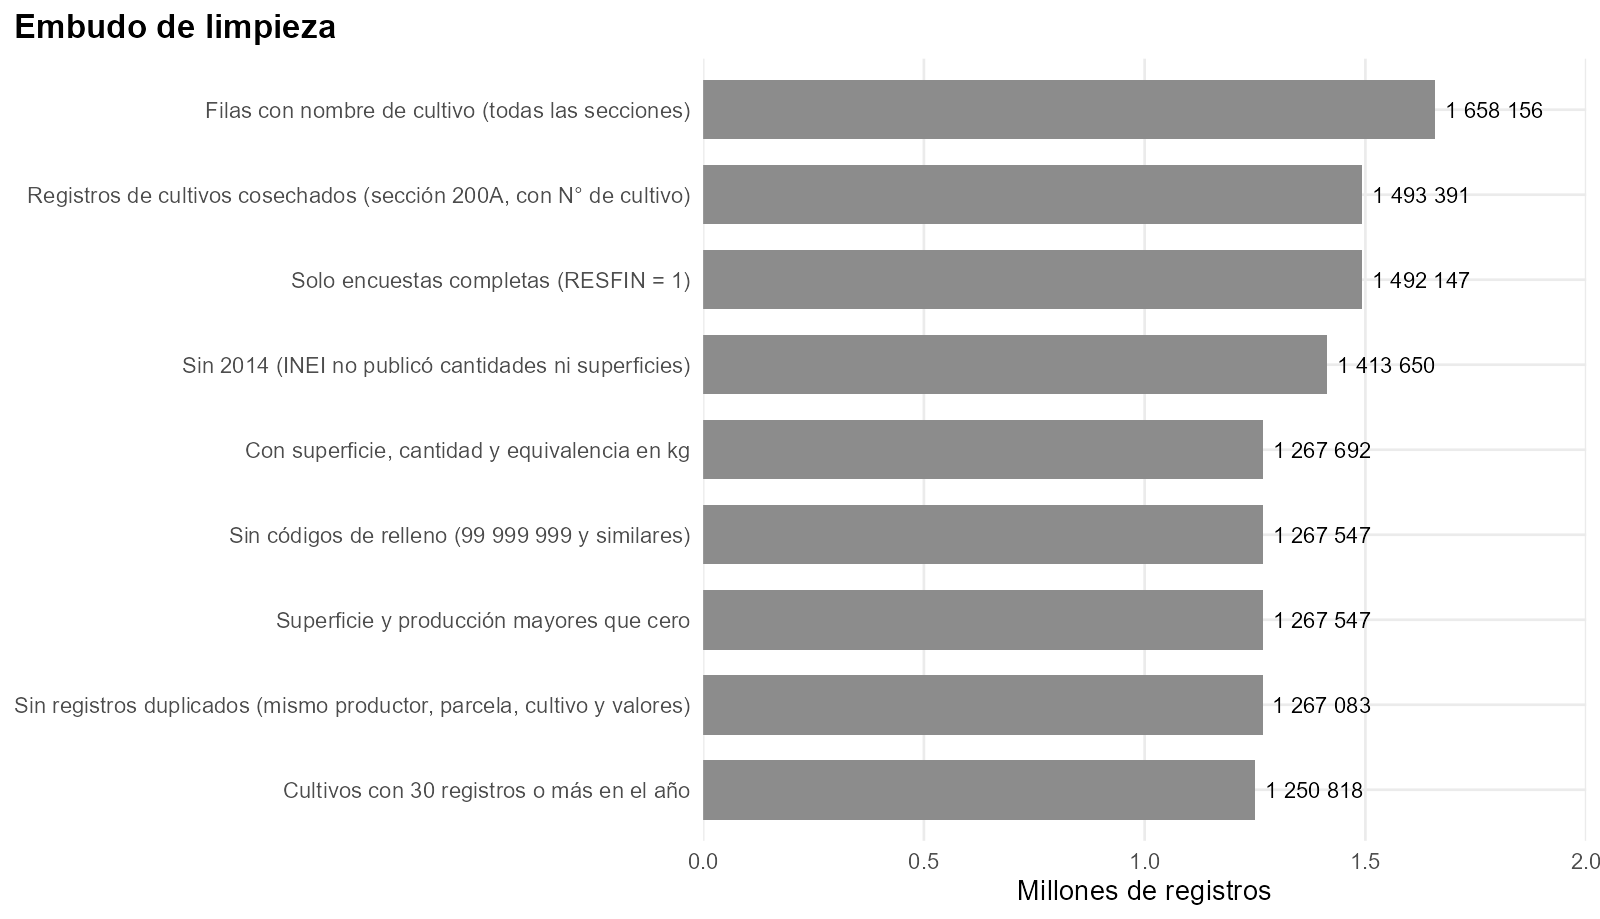 Embudo de limpieza
Filas con nombre de cultivo (todas las secciones) 1 658 156
Registros de cultivos cosechados (sección 200A, con N° de cultivo) 1 493 391
Solo encuestas completas (RESFIN = 1) 1 492 147
Sin 2014 (INEI no publicó cantidades ni superficies) 1 413 650
Con superficie, cantidad y equivalencia en kg 1 267 692
Sin códigos de relleno (99 999 999 y similares) 1 267 547
Superficie y producción mayores que cero 1 267 547
Sin registros duplicados (mismo productor, parcela, cultivo y valores) 1 267 083
Cultivos con 30 registros o más en el año 1 250 818
0.0 0.5 1.0 1.5 2.0
Millones de registros